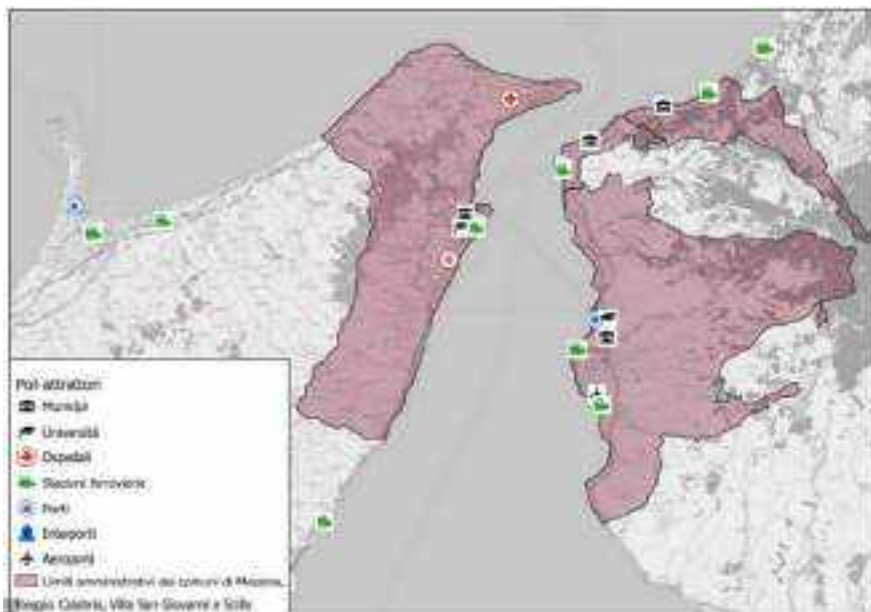 Poli attrattori
Municipi
Università
Ospedali
Stazioni ferroviarie
Porti
Interporti
Aeroporti
Limiti amministrativi dei comuni di Messina,
Reggio Calabria, Villa San Giovanni e Scilla